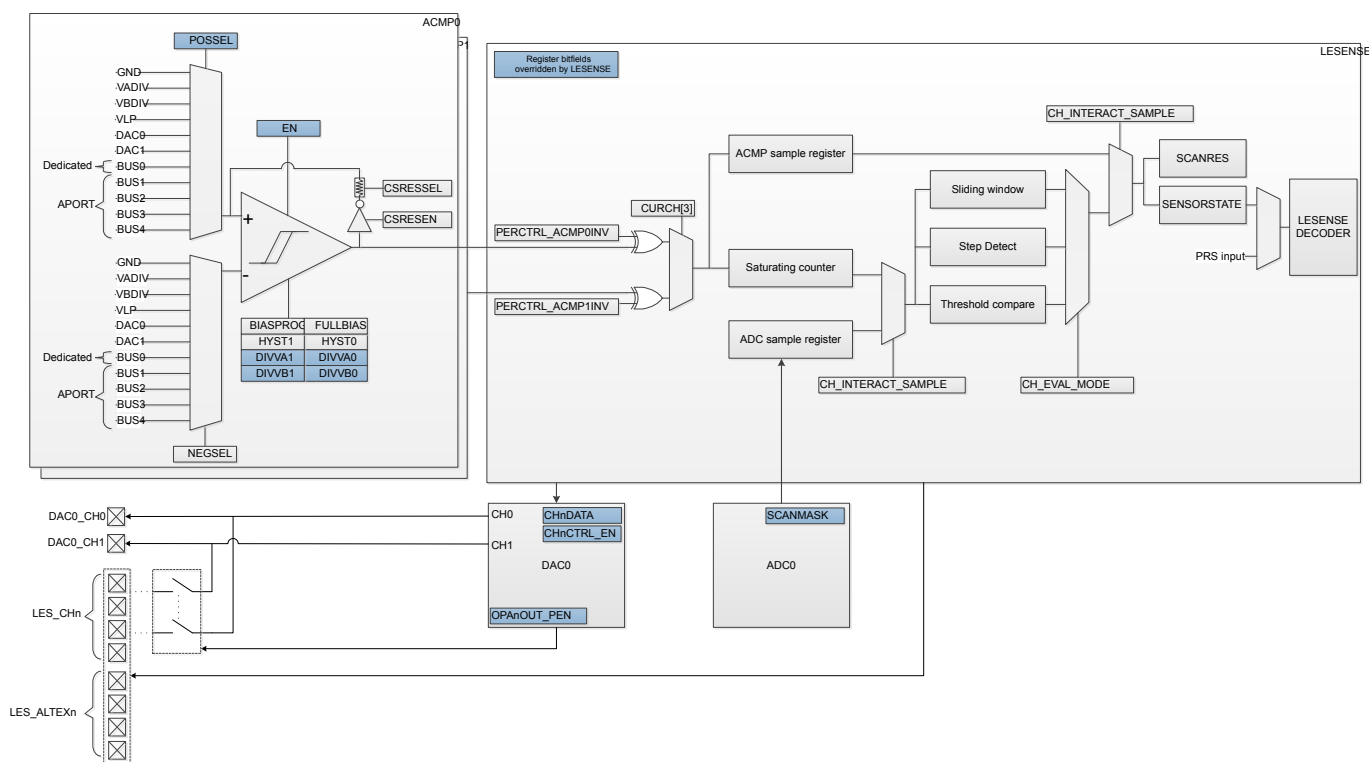 ACMP0
P1
POSSEL
GND
VADIV
VBDIV
VLP
DAC0
DAC1
Dedicated
BUS0
APORT
BUS1
BUS2
BUS3
BUS4
EN
CSRESSEL
CSRESEN
+
-
GND
VADIV
VBDIV
VLP
DAC0
DAC1
Dedicated
BUS0
APORT
BUS1
BUS2
BUS3
BUS4
NEGSEL
BIASPROG FULLBIAS
HYST1 HYST0
DIVVA1 DIVVA0
DIVVB1 DIVVB0
LESENSE
Register bitfields
overridden by LESENSE
PERCTRL_ACMP0INV
PERCTRL_ACMP1INV
CURCH[3]
ACMP sample register
Saturating counter
ADC sample register
CH_INTERACT_SAMPLE
Sliding window
Step Detect
Threshold compare
CH_EVAL_MODE
CH_INTERACT_SAMPLE
SCANRES
SENSORSTATE
PRS input
LESENSE
DECODER
DAC0_CH0
DAC0_CH1
LES_CHn
LES_ALTEXn
CH0
CH1
CHnDATA
CHnCTRL_EN
DAC0
OPAnOUT_PEN
SCANMASK
ADC0